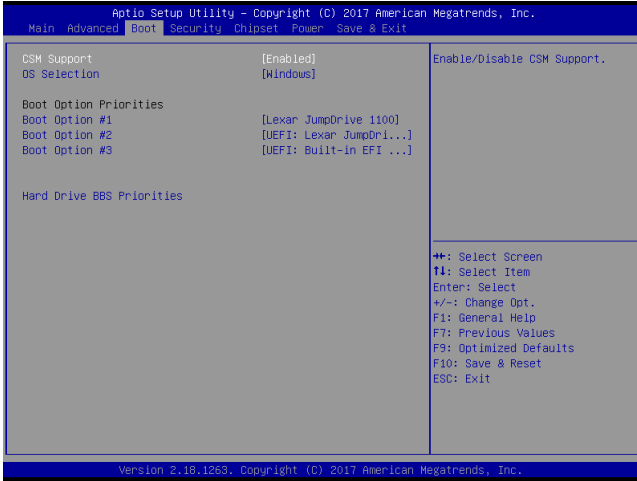 Aptio Setup Utility – Copyright (C) 2017 American Megatrends, Inc.
Main Advanced Boot Security Chipset Power Save & Exit
CSM Support [Enabled]
OS Selection [Windows]
Boot Option Priorities
Boot Option #1 [Lexar JumpDrive 1100]
Boot Option #2 [UEFI: Lexar JumpDri...]
Boot Option #3 [UEFI: Built-in EFI ...]
Hard Drive BBS Priorities
Enable/Disable CSM Support.
→←: Select Screen
↑↓: Select Item
Enter: Select
+/-: Change Opt.
F1: General Help
F7: Previous Values
F9: Optimized Defaults
F10: Save & Reset
ESC: Exit
Version 2.18.1263. Copyright (C) 2017 American Megatrends, Inc.